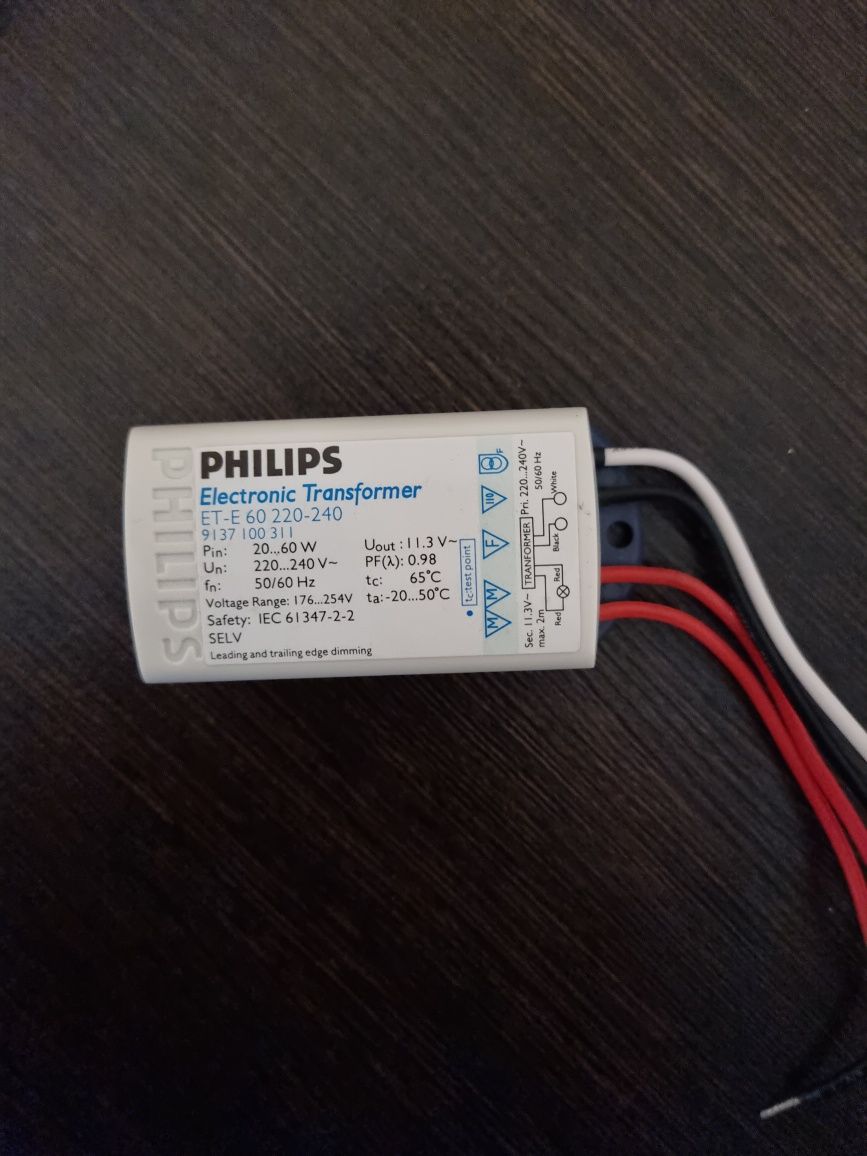 PHILIPS
PHILIPS
Electronic Transformer
ET-E 60 220-240
9137 100 311
Pin: 20...60 W
Un: 220...240 V~
fn: 50/60 Hz
Voltage Range: 176...254V
Safety: IEC 61347-2-2
SELV
Leading and trailing edge dimming
Uout : 11.3 V~
PF(λ): 0.98
tc: 65°C
ta: -20...50°C
• tc:test point
F
110
F
M M
Pri. 220...240V~
50/60 Hz
TRANFORMER
White
Black
Red
Red
Sec. 11.3V~
max. 2m